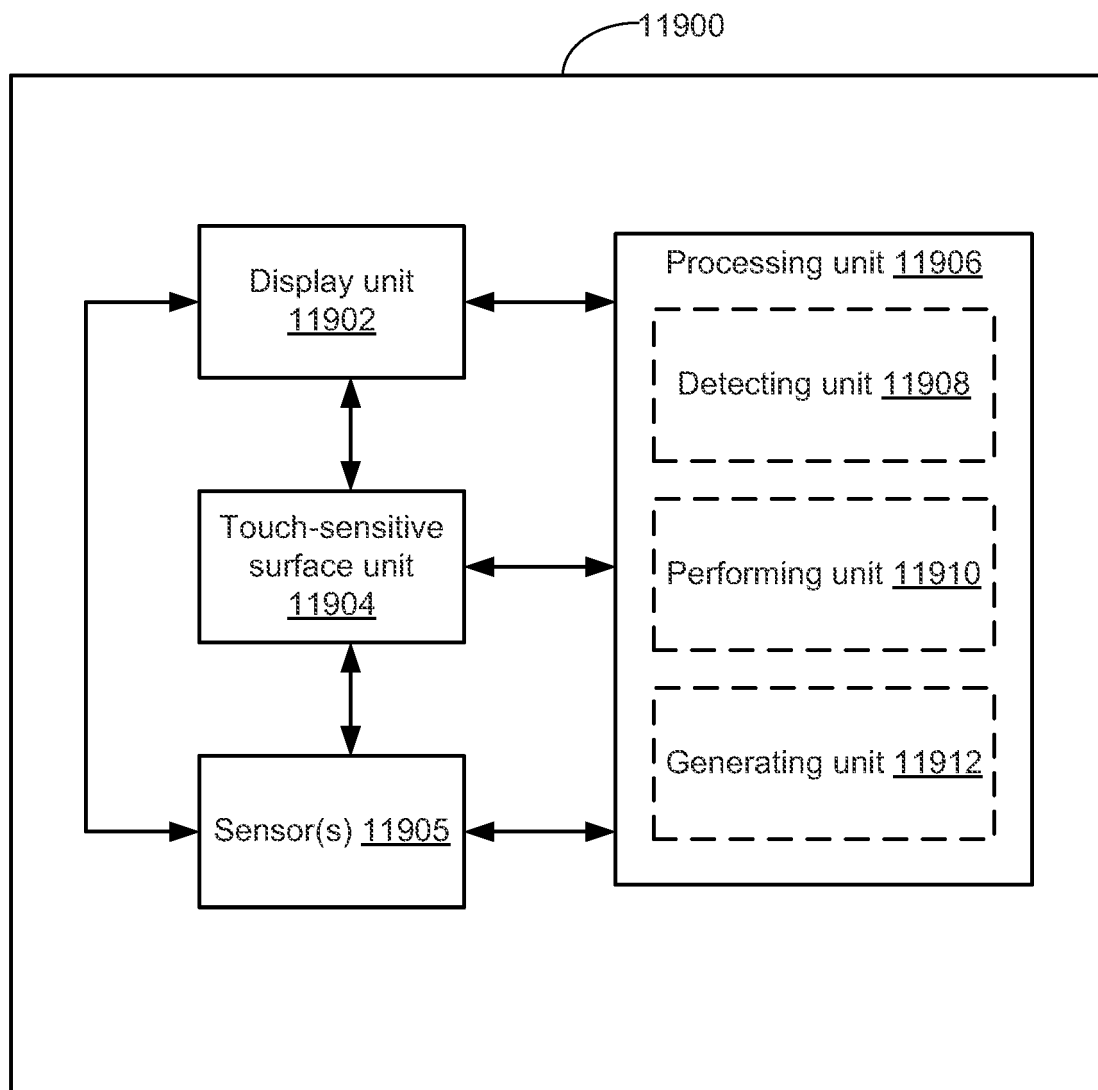 11900
Display unit
11902
Touch-sensitive
surface unit
11904
Sensor(s) 11905
Processing unit 11906
Detecting unit 11908
Performing unit 11910
Generating unit 11912